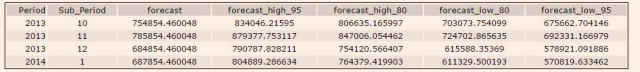 Period Sub_Period forecast forecast_high_95 forecast_high_80 forecast_low_80 forecast_low_95
2013 10 754854.460048 834046.21595 806635.165997 703073.754099 675662.704146
2013 11 785854.460048 879377.753117 847006.054462 724702.865635 692331.166979
2013 12 684854.460048 790787.828211 754120.566407 615588.35369 578921.091886
2014 1 687854.460048 804889.286634 764379.419903 611329.500193 570819.633462